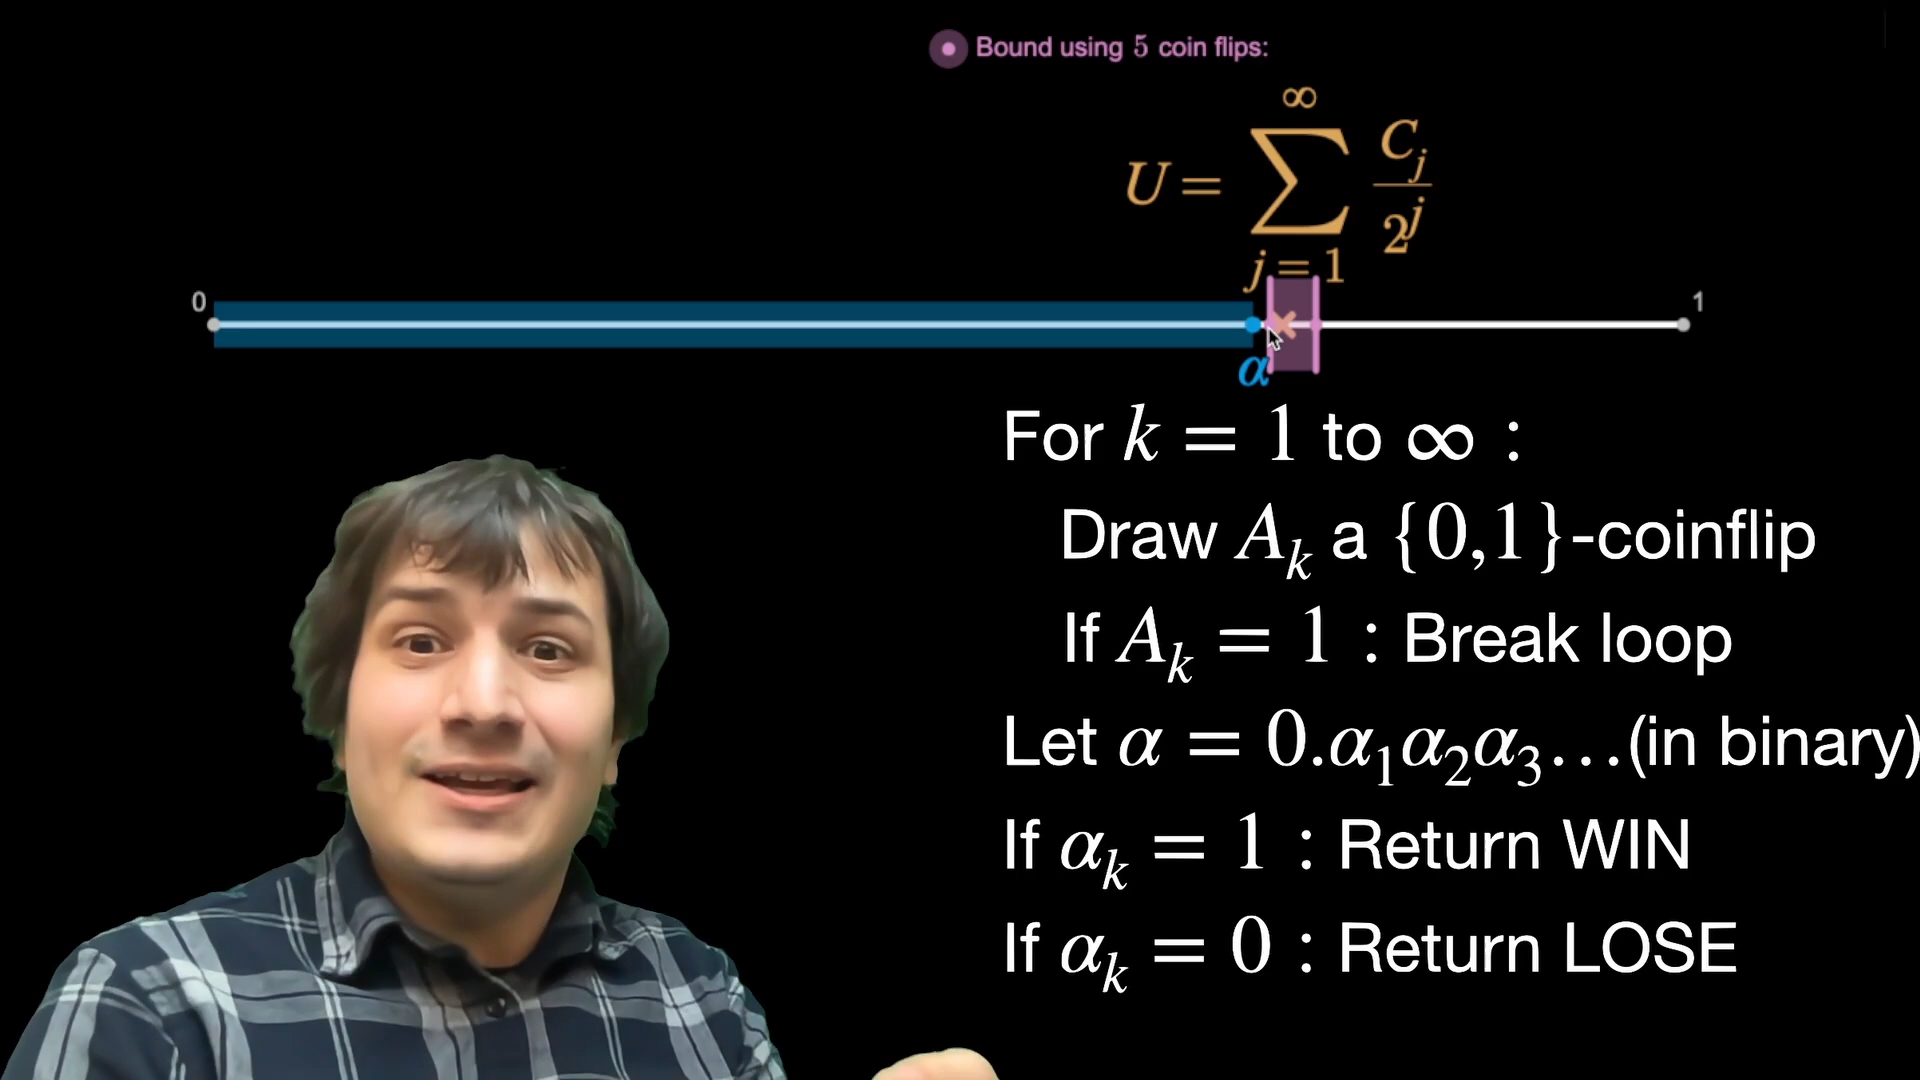 Bound using 5 coin flips:
U = ∑_{j = 1}^{∞} C_j / 2^j
0
1
α
For k = 1 to ∞ :
Draw A_k a {0,1}-coinflip
If A_k = 1 : Break loop
Let α = 0.α_1α_2α_3…(in binary)
If α_k = 1 : Return WIN
If α_k = 0 : Return LOSE